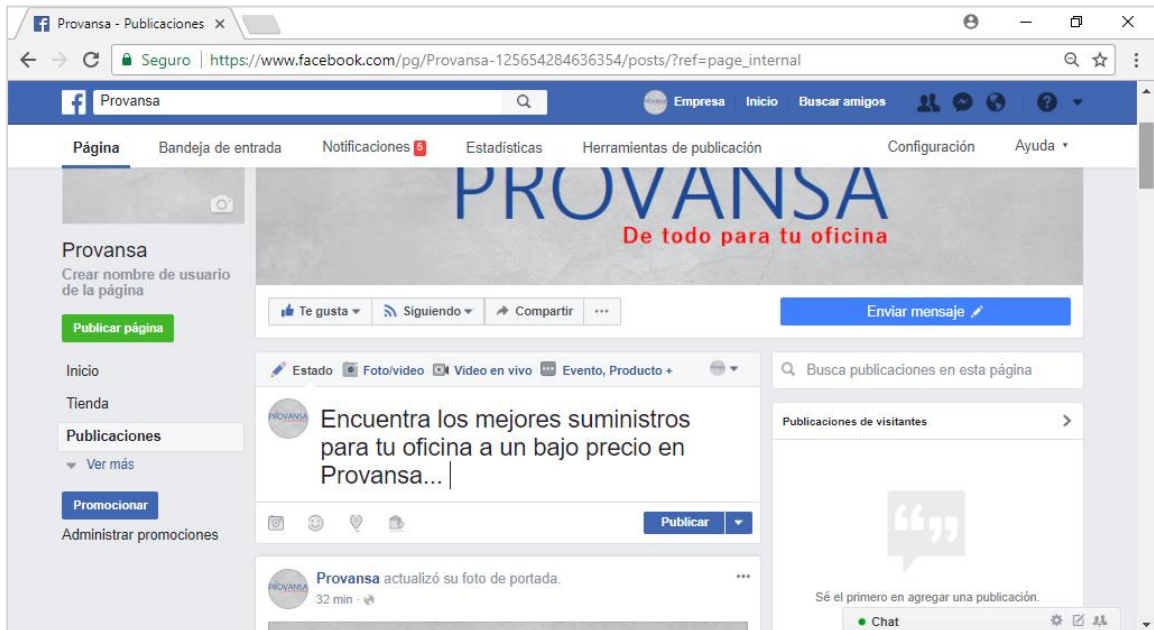 Provansa - Publicaciones
Seguro | https://www.facebook.com/pg/Provansa-125654284636354/posts/?ref=page_internal
Provansa
Empresa Inicio Buscar amigos
Página Bandeja de entrada Notificaciones 5 Estadísticas Herramientas de publicación Configuración Ayuda
PROVANSA
De todo para tu oficina
Provansa
Crear nombre de usuario
de la página
Publicar página
Inicio
Tienda
Publicaciones
Ver más
Promocionar
Administrar promociones
Te gusta Siguiendo Compartir
Enviar mensaje
Estado Foto/video Video en vivo Evento, Producto +
PROVANSA
Encuentra los mejores suministros
para tu oficina a un bajo precio en
Provansa...
Publicar
PROVANSA
Provansa actualizó su foto de portada.
32 min
Busca publicaciones en esta página
Publicaciones de visitantes
Sé el primero en agregar una publicación.
Chat